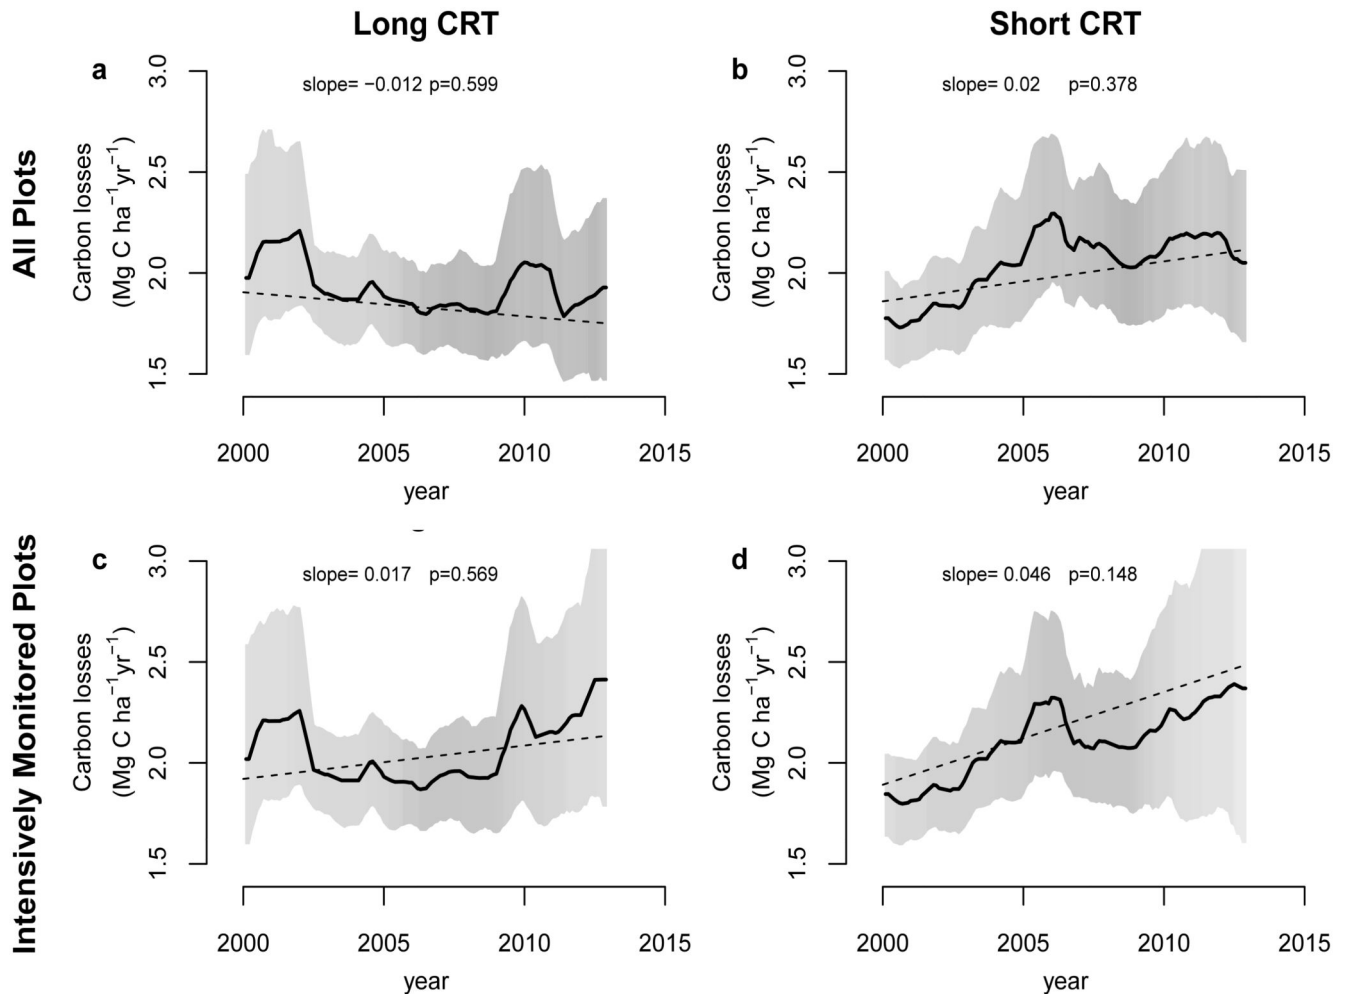 Long CRT
Short CRT
All Plots
Intensively Monitored Plots
a
slope= −0.012 p=0.599
Carbon losses
(Mg C ha−1yr−1)
3.0
2.5
2.0
1.5
2000 2005 2010 2015
year
b
slope= 0.02 p=0.378
Carbon losses
(Mg C ha−1yr−1)
3.0
2.5
2.0
1.5
2000 2005 2010 2015
year
c
slope= 0.017 p=0.569
Carbon losses
(Mg C ha−1yr−1)
3.0
2.5
2.0
1.5
2000 2005 2010 2015
year
d
slope= 0.046 p=0.148
Carbon losses
(Mg C ha−1yr−1)
3.0
2.5
2.0
1.5
2000 2005 2010 2015
year